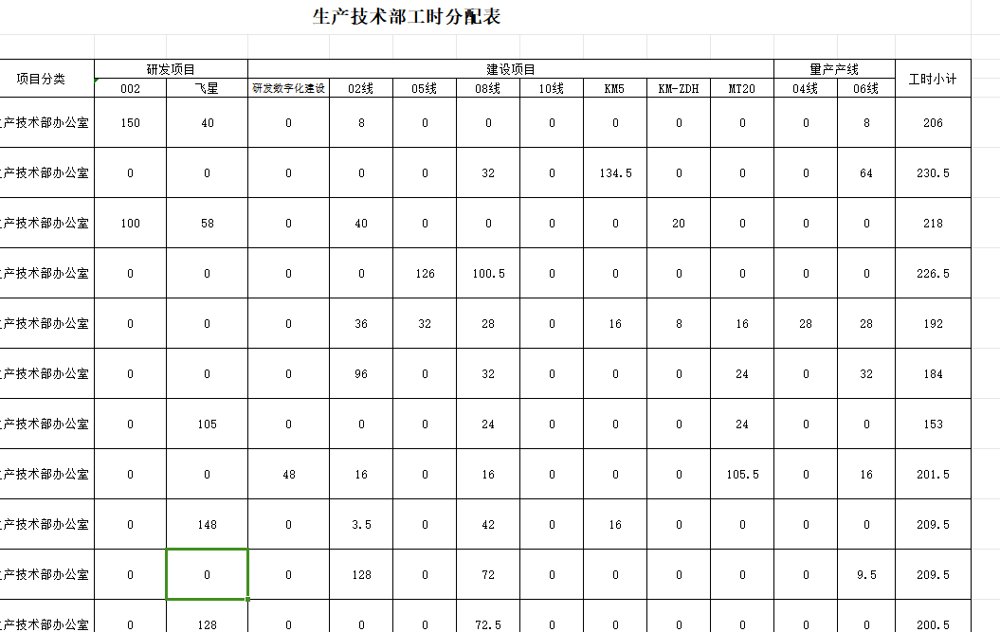 生产技术部工时分配表
项目分类 研发项目 建设项目 量产产线 工时小计
002 飞星 研发数字化建设 02线 05线 08线 10线 KM5 KM-ZDH MT20 04线 06线
产技术部办公室 150 40 0 8 0 0 0 0 0 0 0 8 206
产技术部办公室 0 0 0 0 0 32 0 134.5 0 0 0 64 230.5
产技术部办公室 100 58 0 40 0 0 0 0 20 0 0 0 218
产技术部办公室 0 0 0 0 126 100.5 0 0 0 0 0 0 226.5
产技术部办公室 0 0 0 36 32 28 0 16 8 16 28 28 192
产技术部办公室 0 0 0 96 0 32 0 0 0 24 0 32 184
产技术部办公室 0 105 0 0 0 24 0 0 0 24 0 0 153
产技术部办公室 0 0 48 16 0 16 0 0 0 105.5 0 16 201.5
产技术部办公室 0 148 0 3.5 0 42 0 16 0 0 0 0 209.5
产技术部办公室 0 0 0 128 0 72 0 0 0 0 0 9.5 209.5
产技术部办公室 0 128 0 0 0 72.5 0 0 0 0 0 0 200.5